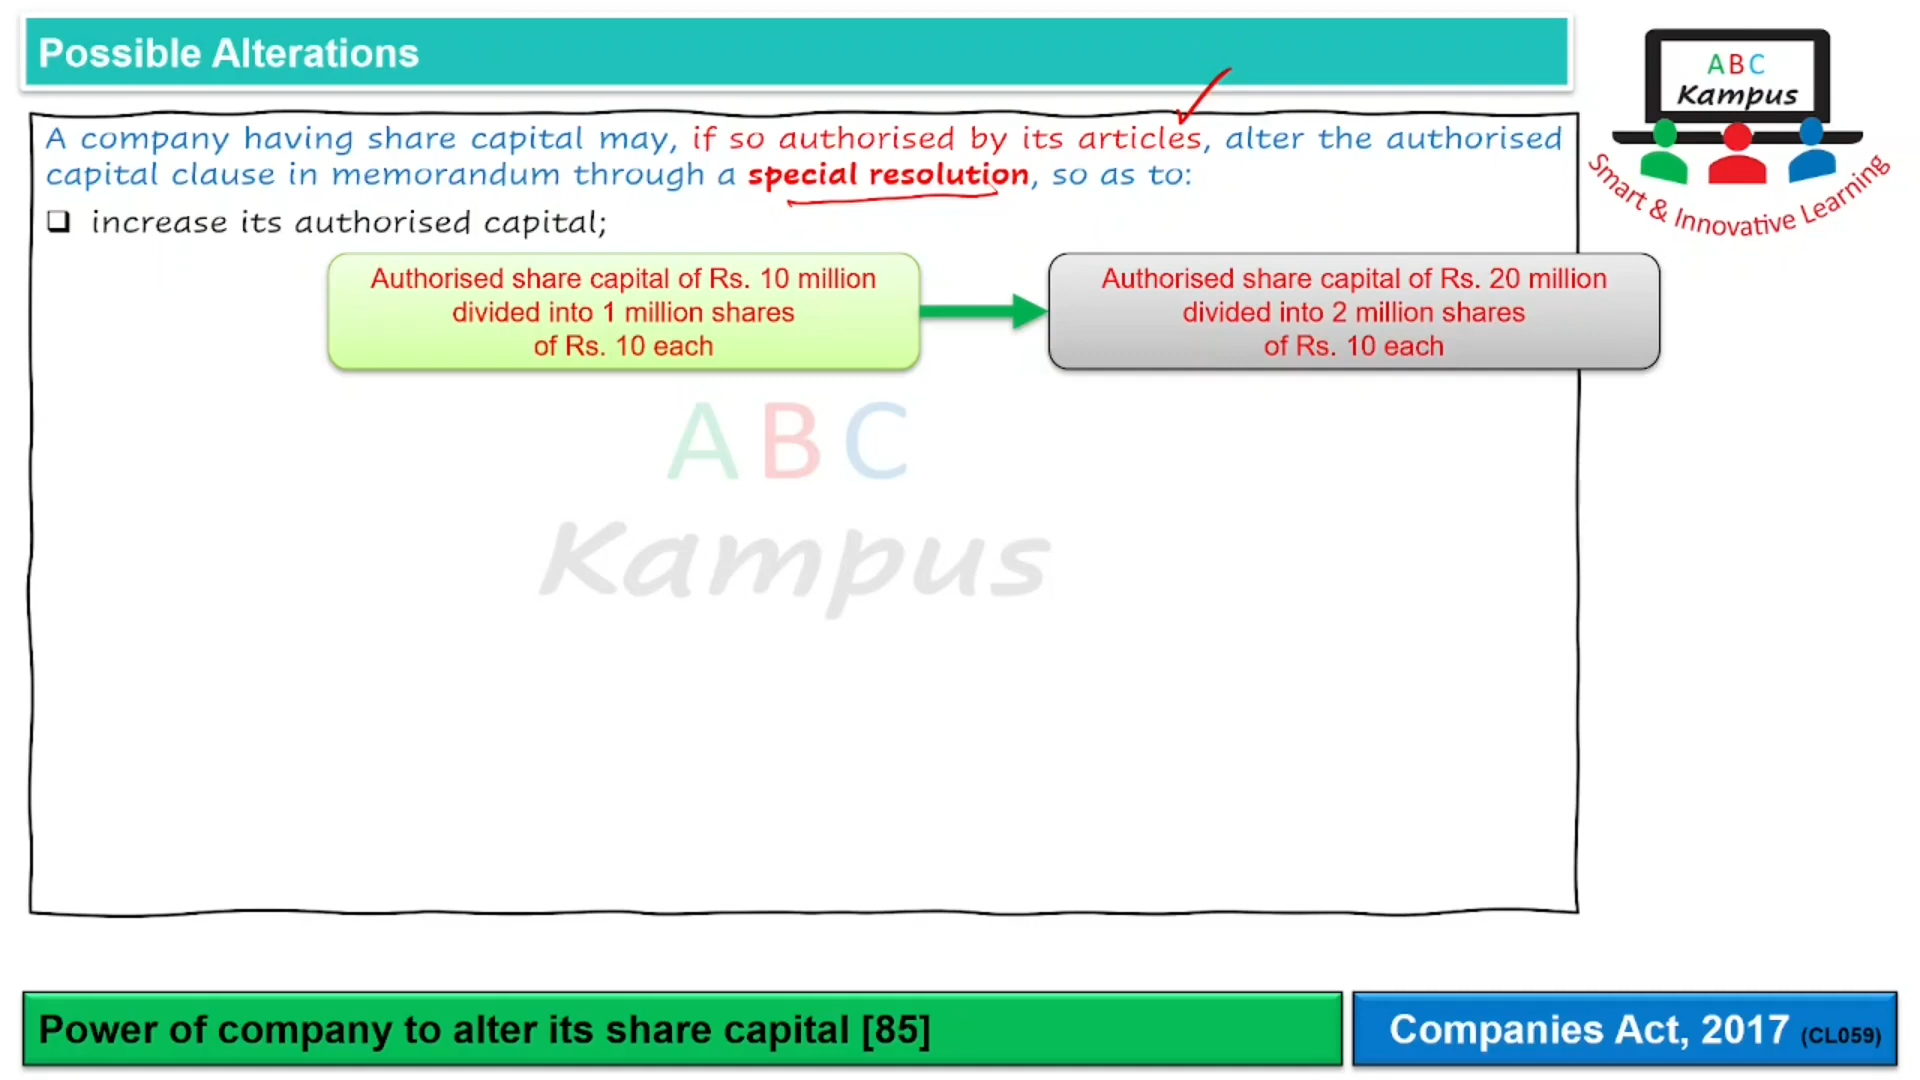 Possible Alterations
ABC
Kampus
Smart & Innovative Learning
A company having share capital may, if so authorised by its articles, alter the authorised
capital clause in memorandum through a special resolution, so as to:
❑ increase its authorised capital;
Authorised share capital of Rs. 10 million
divided into 1 million shares
of Rs. 10 each
Authorised share capital of Rs. 20 million
divided into 2 million shares
of Rs. 10 each
ABC
Kampus
Power of company to alter its share capital [85]
Companies Act, 2017 (CL059)